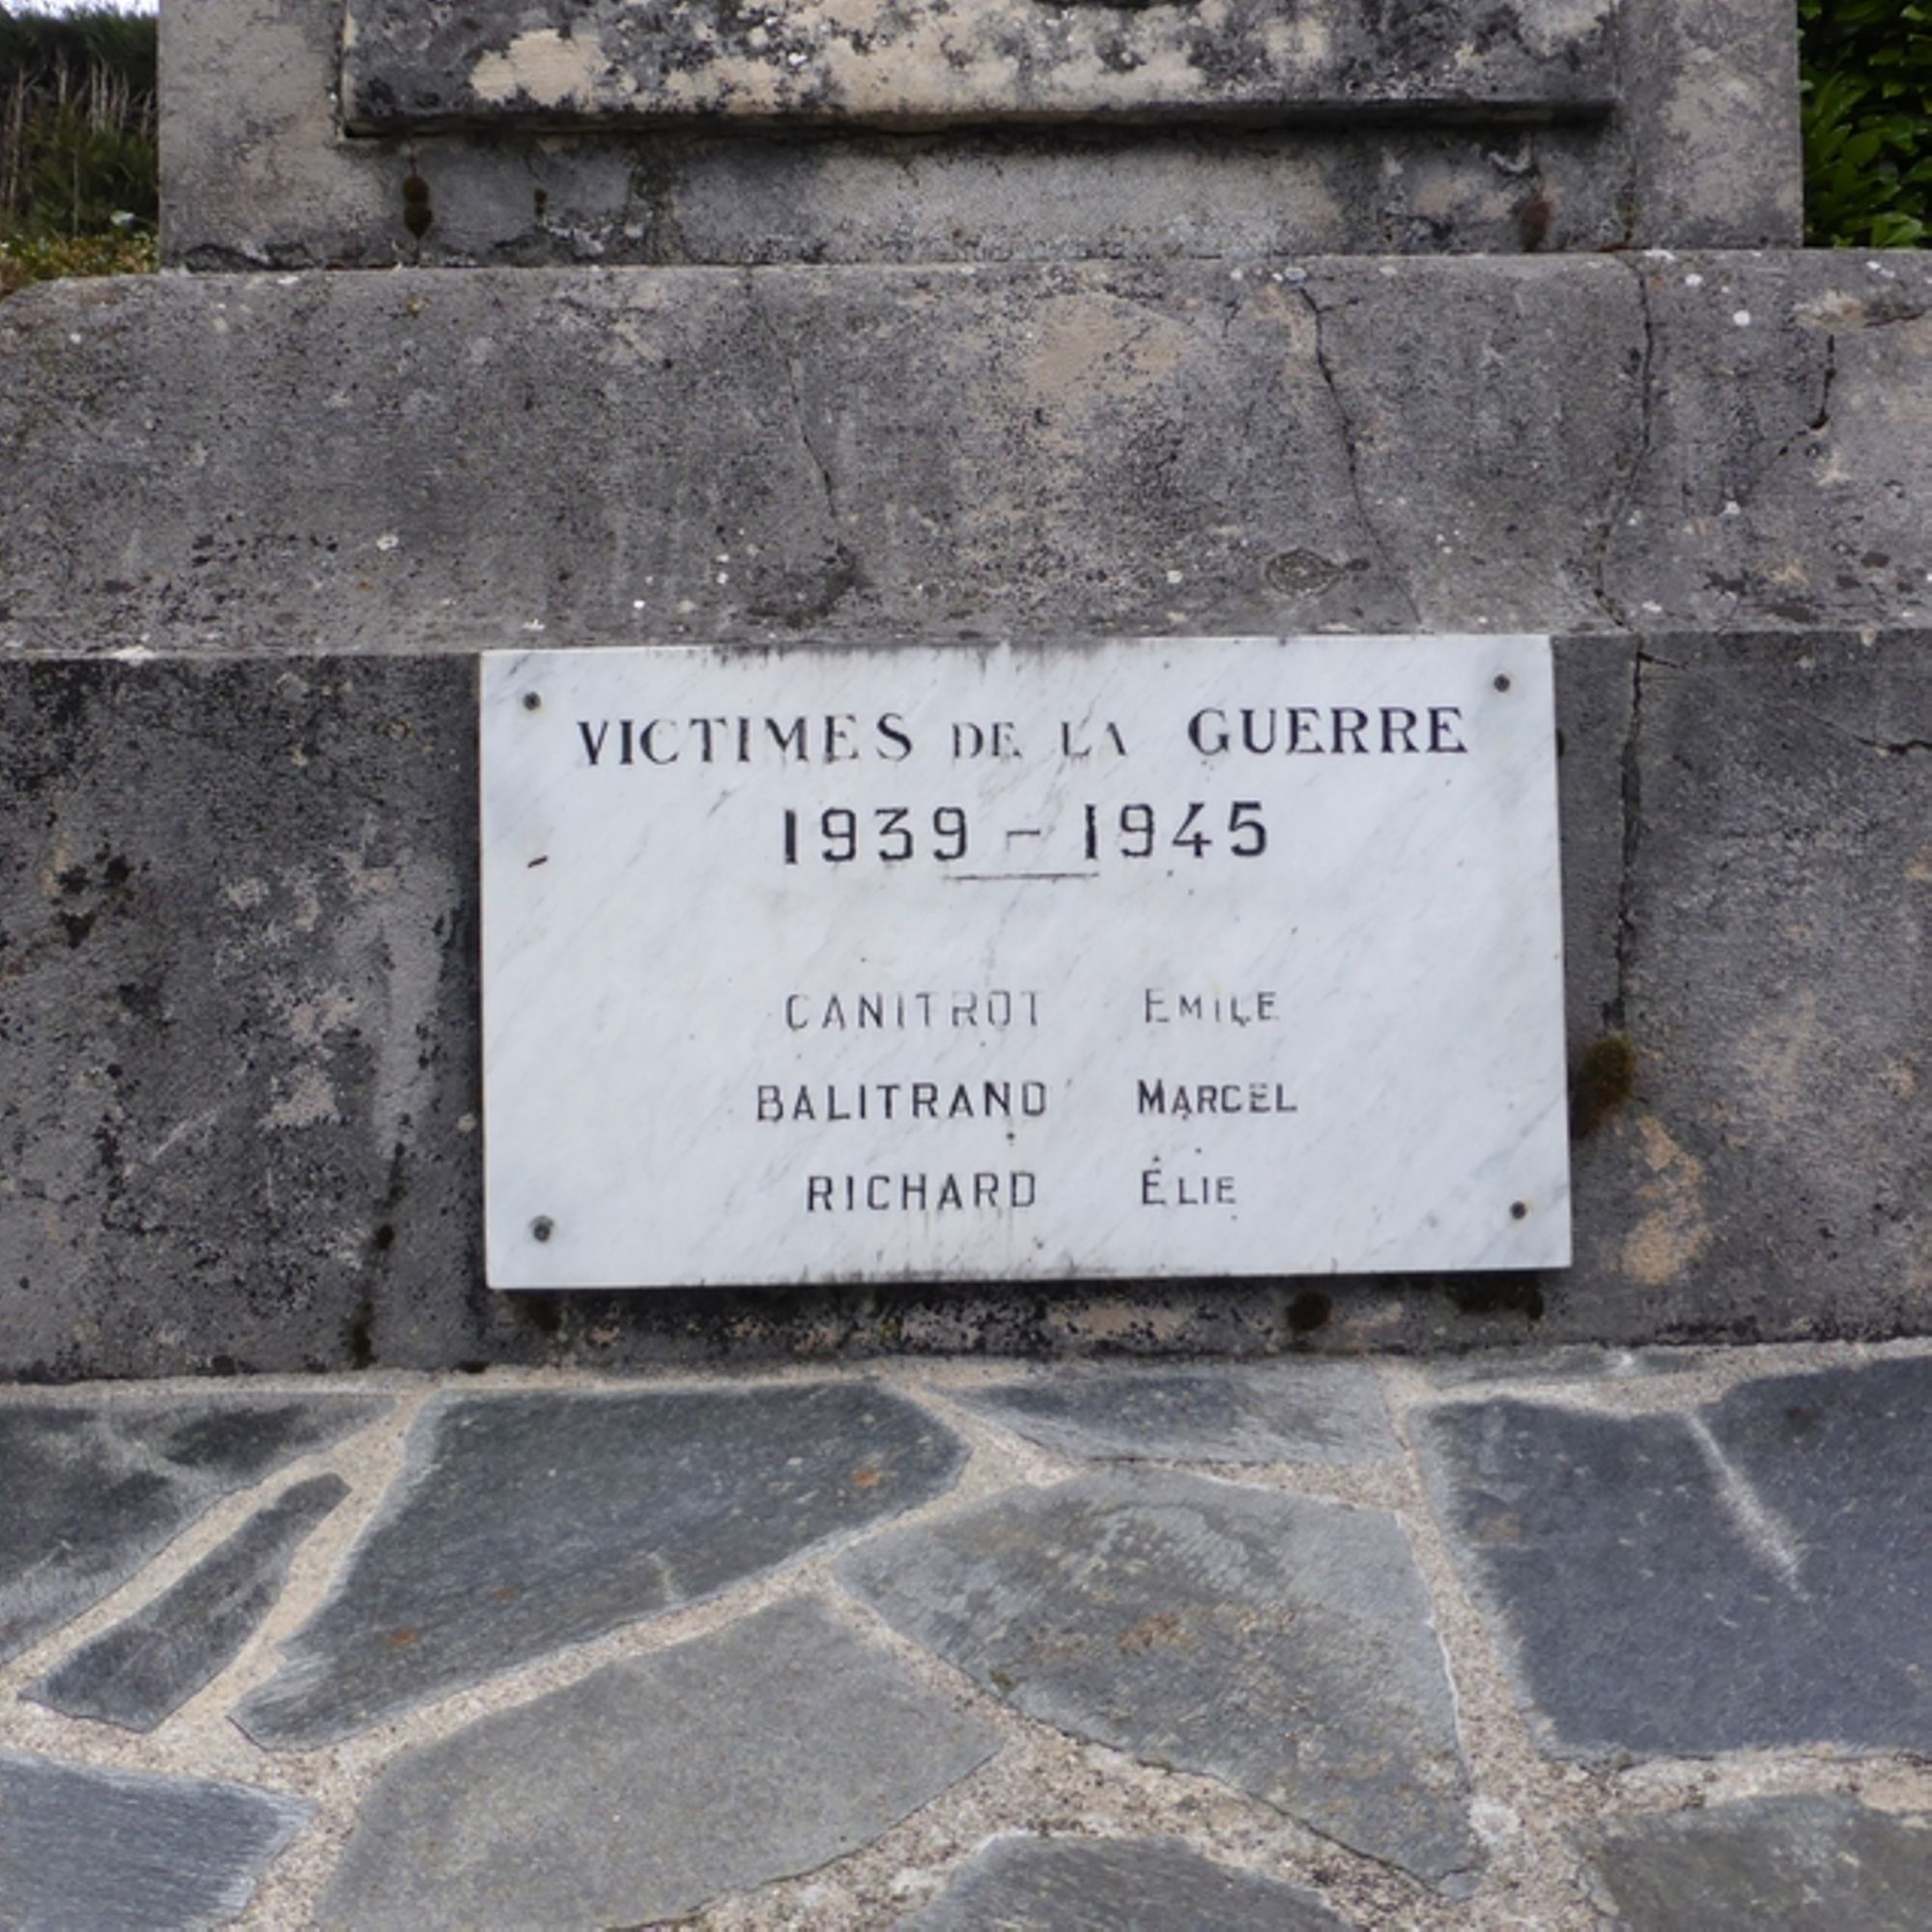 VICTIMES DE LA GUERRE
1939 - 1945
CANITROT EMILE
BALITRAND MARCEL
RICHARD ÉLIE